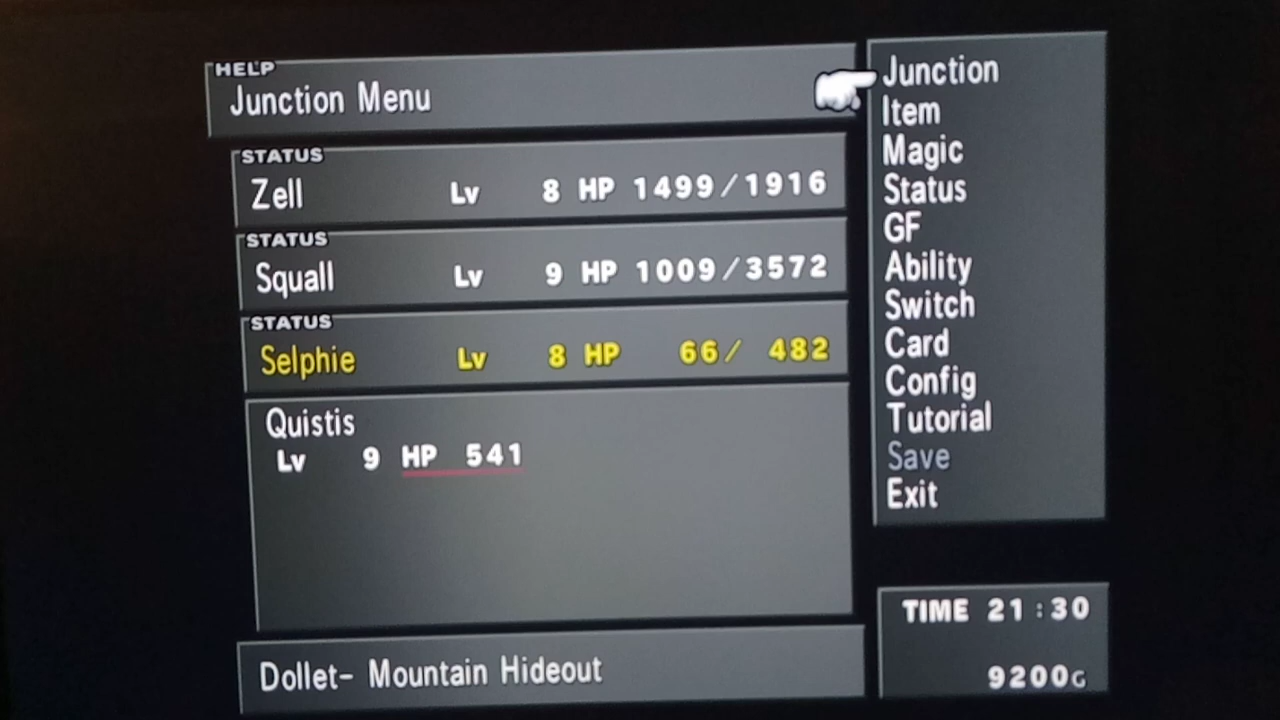 HELP
Junction Menu
STATUS
Zell Lv 8 HP 1499/1916
STATUS
Squall Lv 9 HP 1009/3572
STATUS
Selphie Lv 8 HP 66/ 482
Quistis
Lv 9 HP 541
Dollet- Mountain Hideout
Junction
Item
Magic
Status
GF
Ability
Switch
Card
Config
Tutorial
Save
Exit
TIME 21:30
9200G